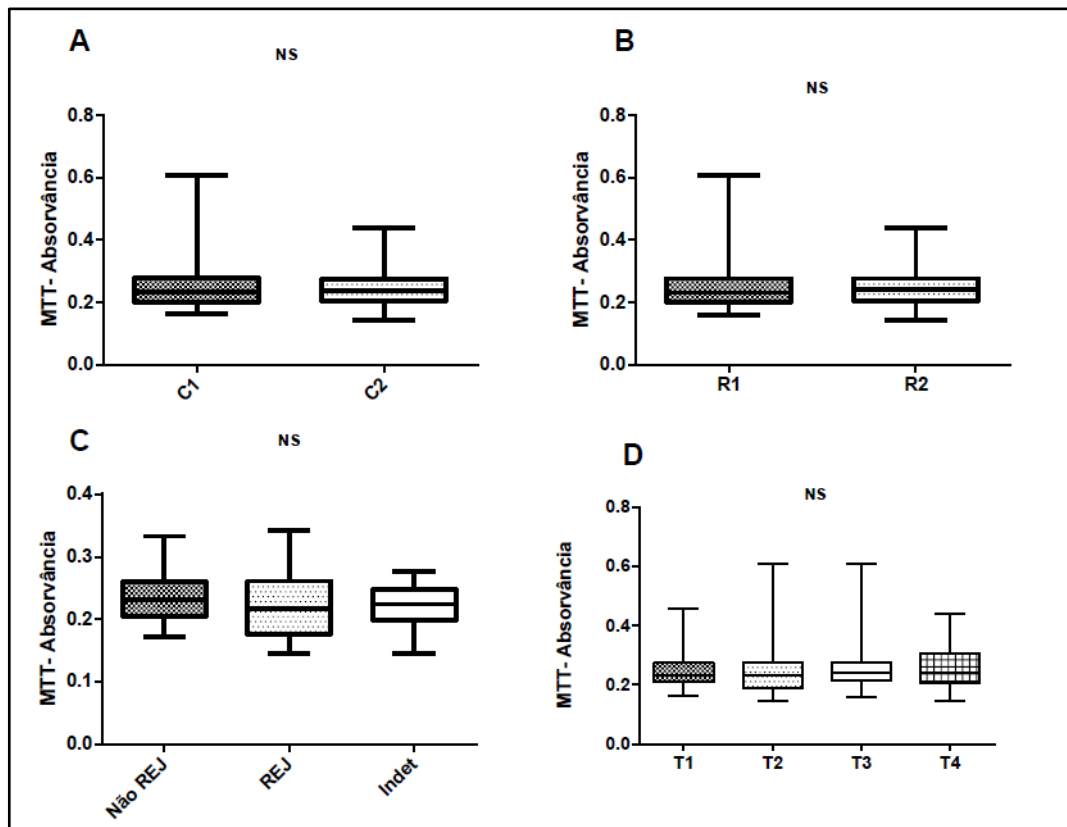 A
NS
MTT- Absorvância
0.8
0.6
0.4
0.2
0.0
C1
C2
B
NS
MTT- Absorvância
0.8
0.6
0.4
0.2
0.0
R1
R2
C
NS
MTT- Absorvância
0.4
0.3
0.2
0.1
0.0
Não REJ
REJ
Indet
D
NS
MTT- Absorvância
0.8
0.6
0.4
0.2
0.0
T1
T2
T3
T4